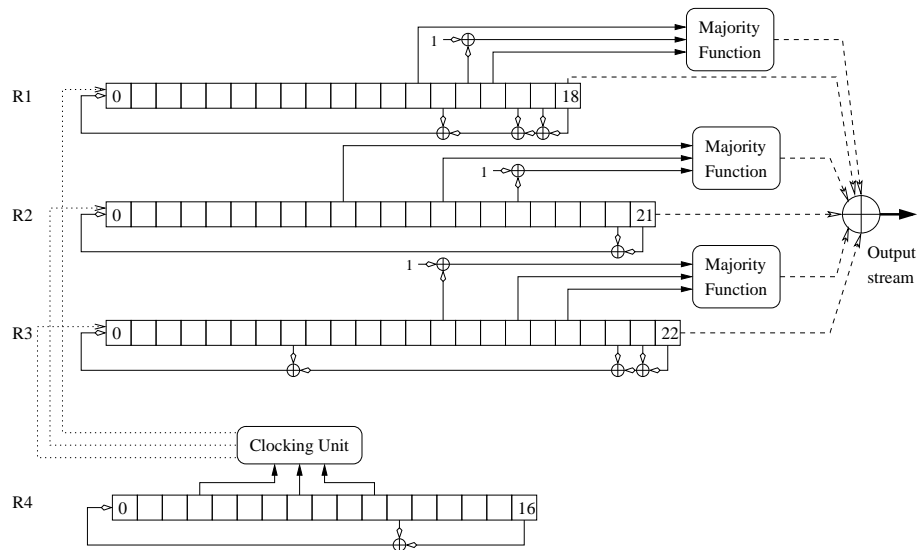 Majority
Function
1
R1
0
18
Majority
Function
1
R2
0
21
Majority
Function
1
Output
stream
R3
0
22
Clocking Unit
R4
0
16